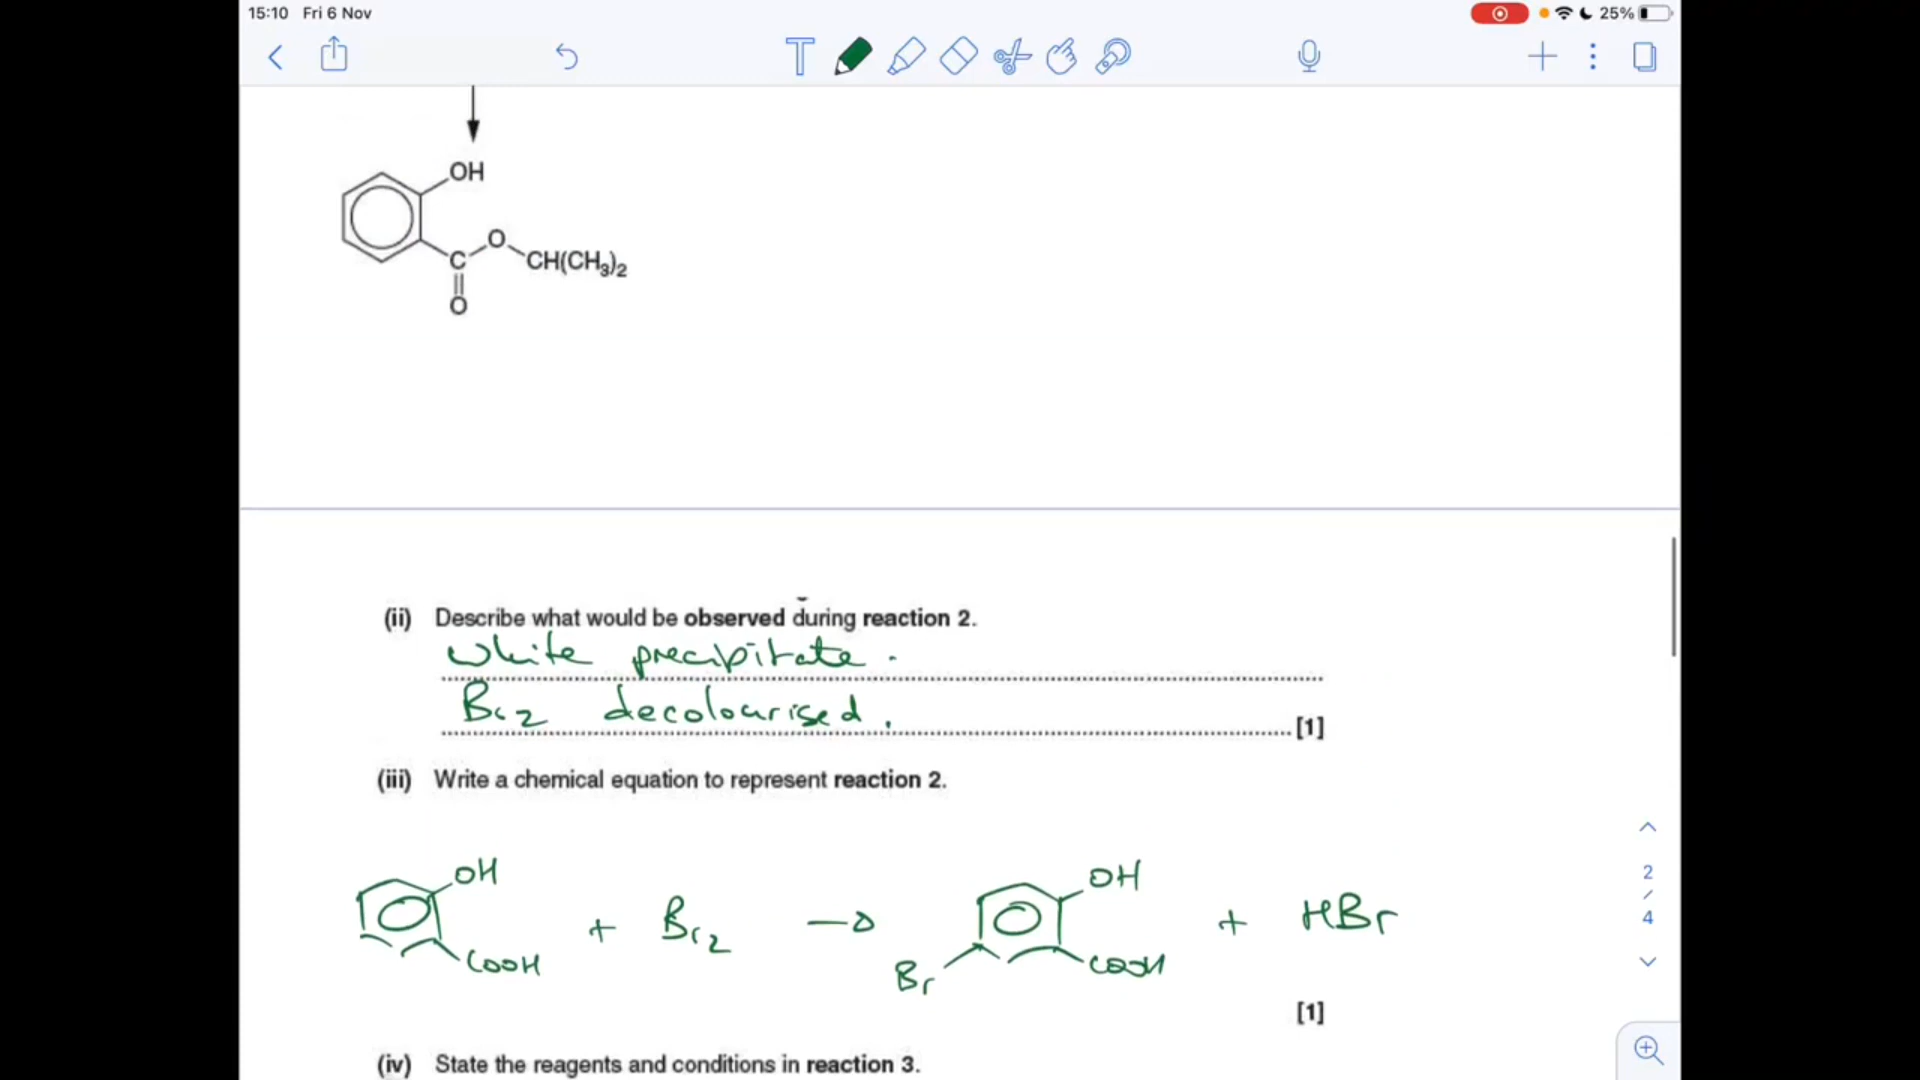 15:10 Fri 6 Nov
25%
T
OH
O
C CH(CH₃)₂
O
(ii) Describe what would be observed during reaction 2.
White precipitate.
Br₂ decolourised.
[1]
(iii) Write a chemical equation to represent reaction 2.
OH OH
+ Br₂ → + HBr
COOH Br COOH
[1]
2
/
4
(iv) State the reagents and conditions in reaction 3.